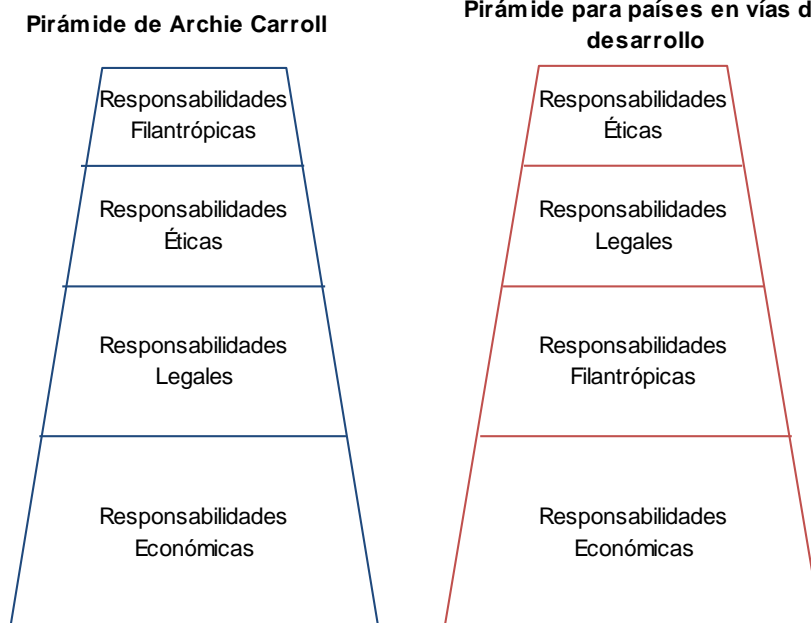 Pirámide de Archie Carroll
Responsabilidades
Filantrópicas
Responsabilidades
Éticas
Responsabilidades
Legales
Responsabilidades
Económicas
Pirámide para países en vías d
desarrollo
Responsabilidades
Éticas
Responsabilidades
Legales
Responsabilidades
Filantrópicas
Responsabilidades
Económicas